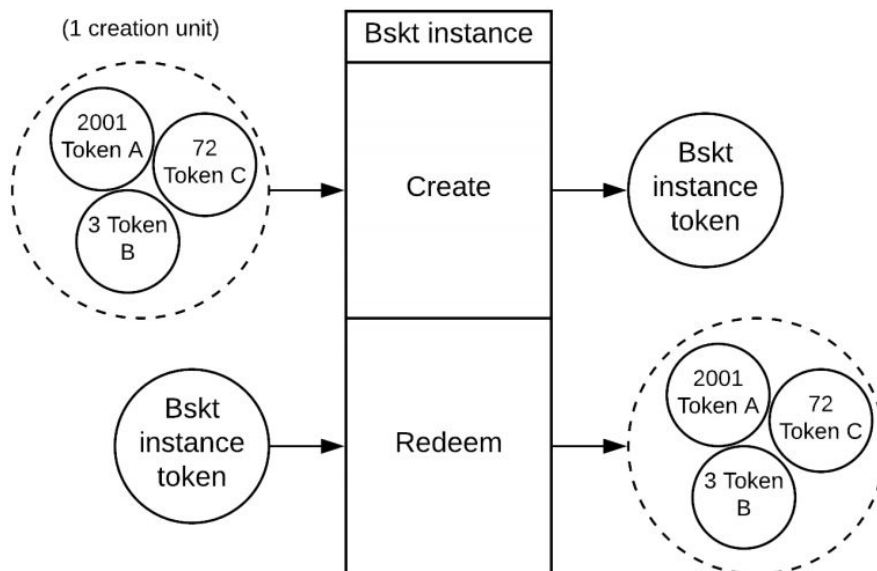 (1 creation unit)
Bskt instance
2001
Token A
72
Token C
3 Token
B
Create
Bskt
instance
token
Bskt
instance
token
Redeem
2001
Token A
72
Token C
3 Token
B